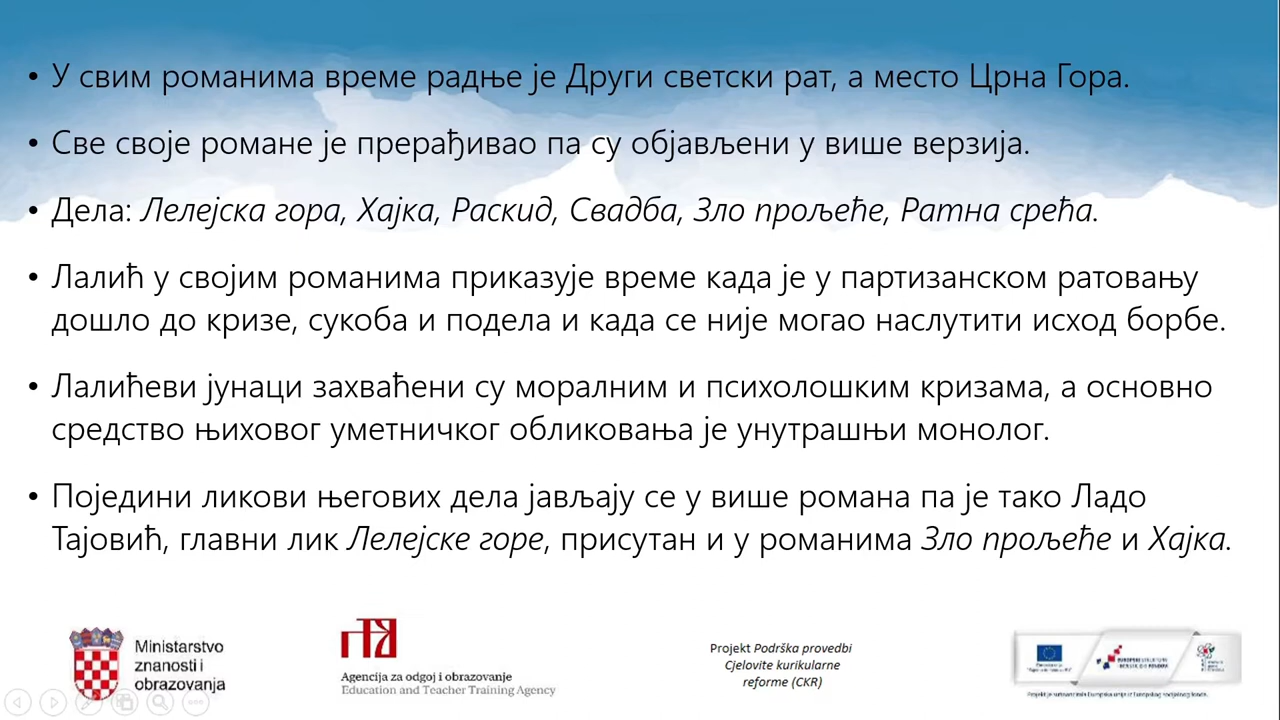 • У свим романима време радње је Други светски рат, а место Црна Гора.
• Све своје романе је прерађивао па су објављени у више верзија.
• Дела: Лелејска гора, Хајка, Раскид, Свадба, Зло прољеће, Ратна срећа.
• Лалић у својим романима приказује време када је у партизанском ратовању
дошло до кризе, сукоба и подела и када се није могао наслутити исход борбе.
• Лалићеви јунаци захваћени су моралним и психолошким кризама, а основно
средство њиховог уметничког обликовања је унутрашњи монолог.
• Поједини ликови његових дела јављају се у више романа па је тако Ладо
Тајовић, главни лик Лелејске горе, присутан и у романима Зло прољеће и Хајка.
Ministarstvo
znanosti i
obrazovanja
Agencija za odgoj i obrazovanje
Education and Teacher Training Agency
Projekt Podrška provedbi
Cjelovite kurikularne
reforme (CKR)